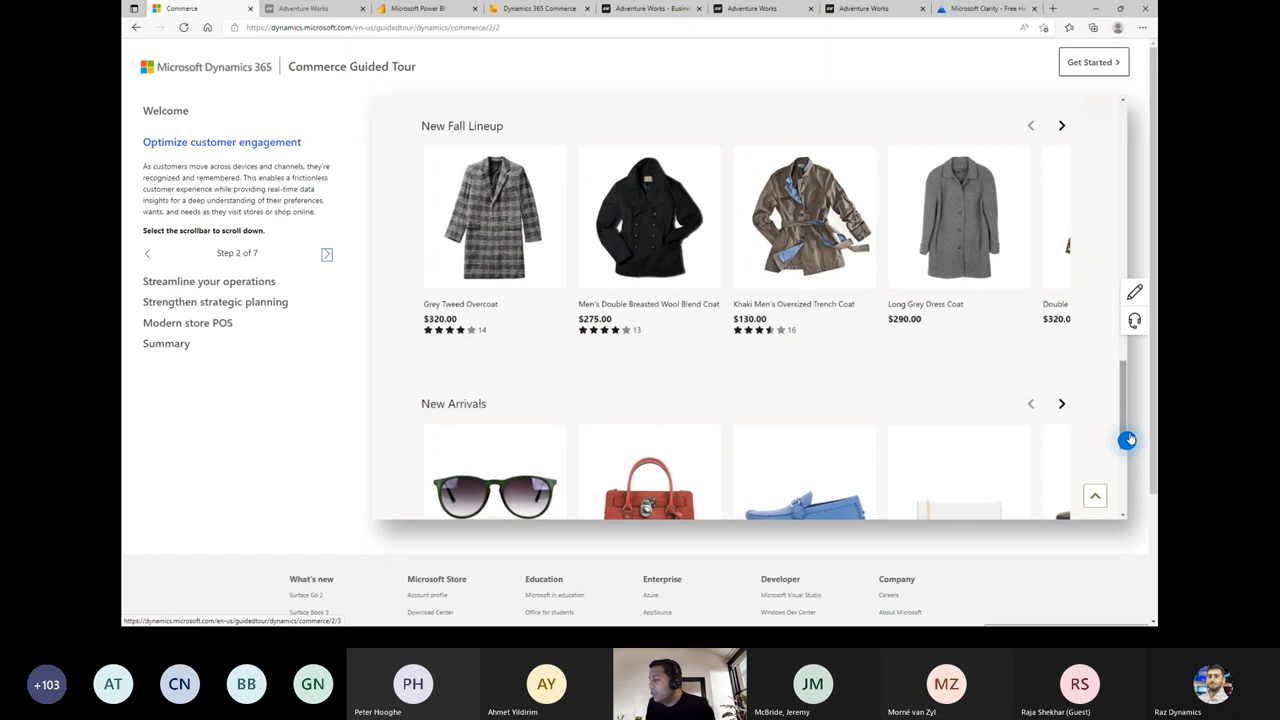 Commerce
Adventure Works
Microsoft Power BI
Dynamics 365 Commerce
Adventure Works - Busine
Adventure Works
Adventure Works
Microsoft Clarity - Free He
https://dynamics.microsoft.com/en-us/guidedtour/dynamics/commerce/2/2
Microsoft Dynamics 365
Commerce Guided Tour
Get Started
Welcome
Optimize customer engagement
As customers move across devices and channels, they're
recognized and remembered. This enables a frictionless
customer experience while providing real-time data
insights for a deep understanding of their preferences,
wants, and needs as they visit stores or shop online.
Select the scrollbar to scroll down.
Step 2 of 7
Streamline your operations
Strengthen strategic planning
Modern store POS
Summary
New Fall Lineup
Grey Tweed Overcoat
$320.00
14
Men's Double Breasted Wool Blend Coat
$275.00
13
Khaki Men's Oversized Trench Coat
$130.00
16
Long Grey Dress Coat
$290.00
Double
$320.0
New Arrivals
What's new
Surface Go 2
Surface Book 3
Microsoft Store
Account profile
Download Center
Education
Microsoft in education
Office for students
Enterprise
Azure
AppSource
Developer
Microsoft Visual Studio
Windows Dev Center
Company
Careers
About Microsoft
https://dynamics.microsoft.com/en-us/guidedtour/dynamics/commerce/2/3
+103
AT
CN
BB
GN
PH
Peter Hooghe
AY
Ahmet Yildirim
JM
McBride, Jeremy
MZ
Morné van Zyl
RS
Raja Shekhar (Guest)
Raz Dynamics